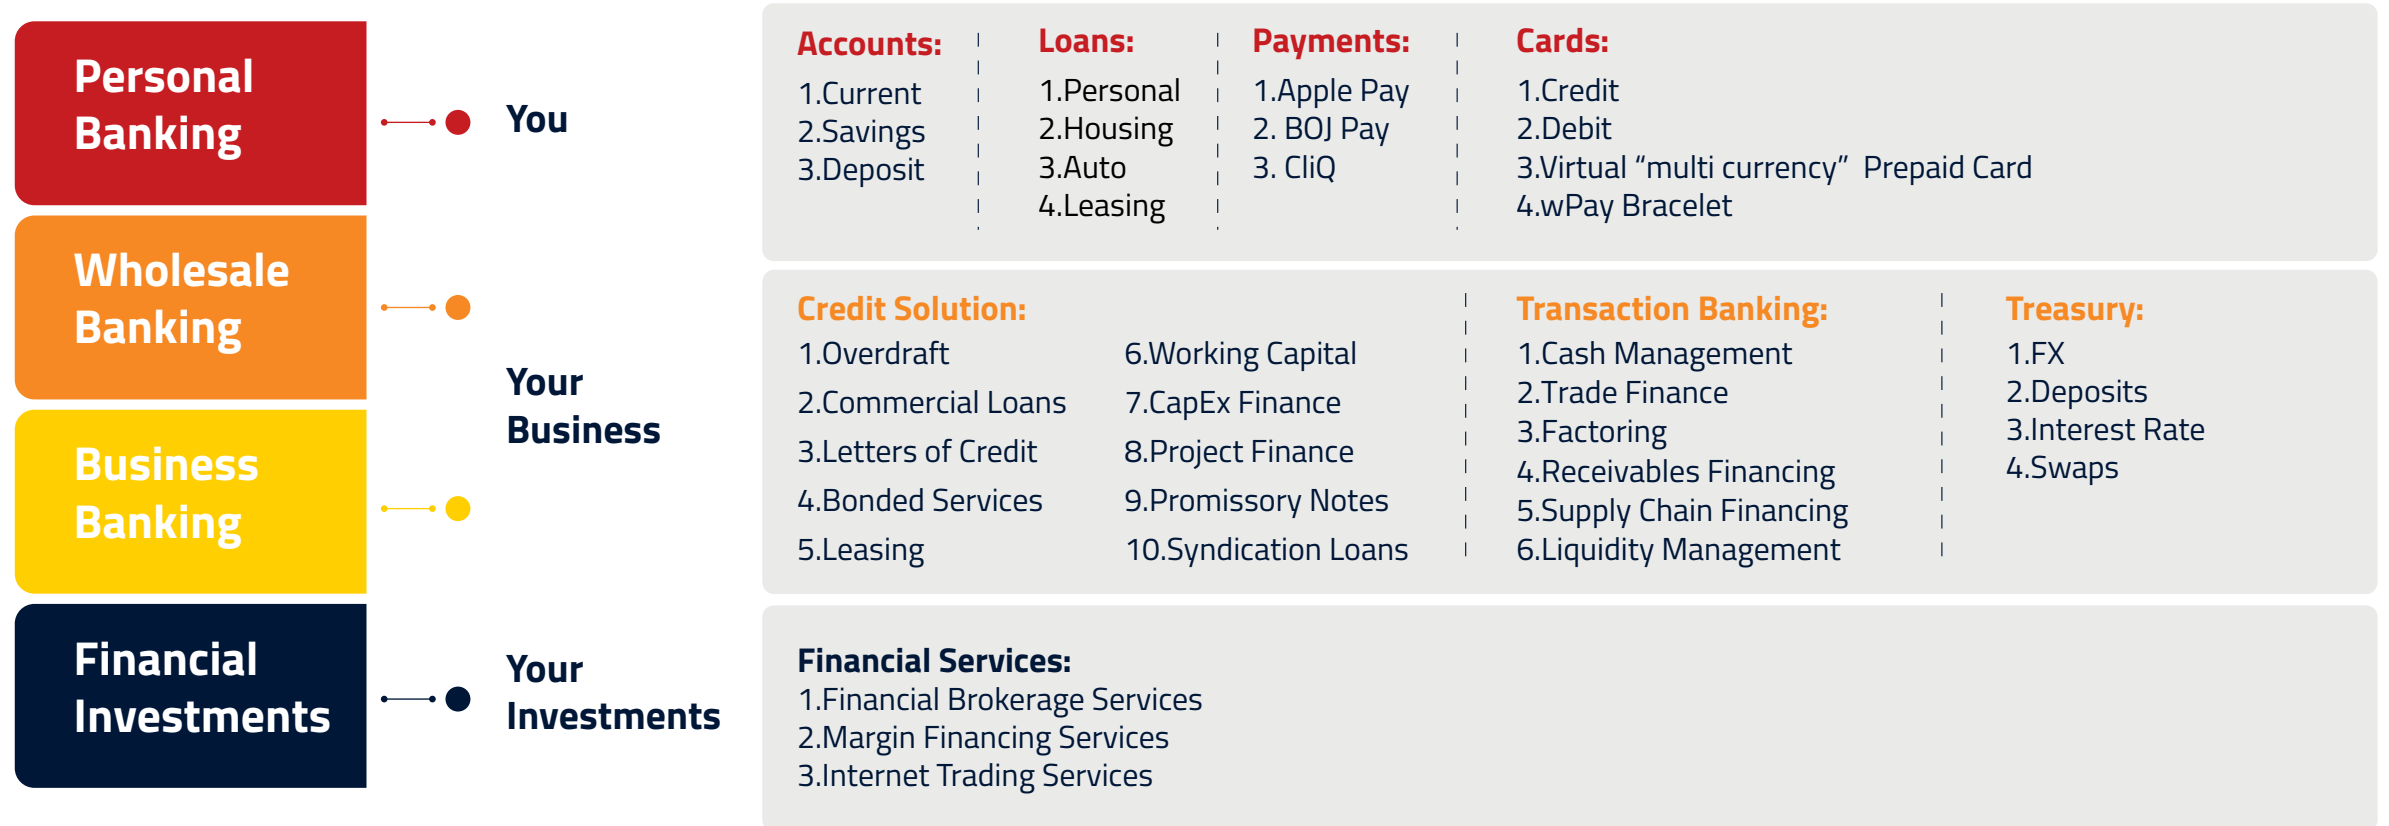 Personal
Banking
You
Accounts:
1.Current
2.Savings
3.Deposit
Loans:
1.Personal
2.Housing
3.Auto
4.Leasing
Payments:
1.Apple Pay
2. BOJ Pay
3. CliQ
Cards:
1.Credit
2.Debit
3.Virtual “multi currency”  Prepaid Card
4.wPay Bracelet
Wholesale
Banking
Business
Banking
Your
Business
Credit Solution:
1.Overdraft
2.Commercial Loans
3.Letters of Credit
4.Bonded Services
5.Leasing
6.Working Capital
7.CapEx Finance
8.Project Finance
9.Promissory Notes
10.Syndication Loans
Transaction Banking:
1.Cash Management
2.Trade Finance
3.Factoring
4.Receivables Financing
5.Supply Chain Financing
6.Liquidity Management
Treasury:
1.FX
2.Deposits
3.Interest Rate
4.Swaps
Financial
Investments
Your
Investments
Financial Services:
1.Financial Brokerage Services
2.Margin Financing Services
3.Internet Trading Services